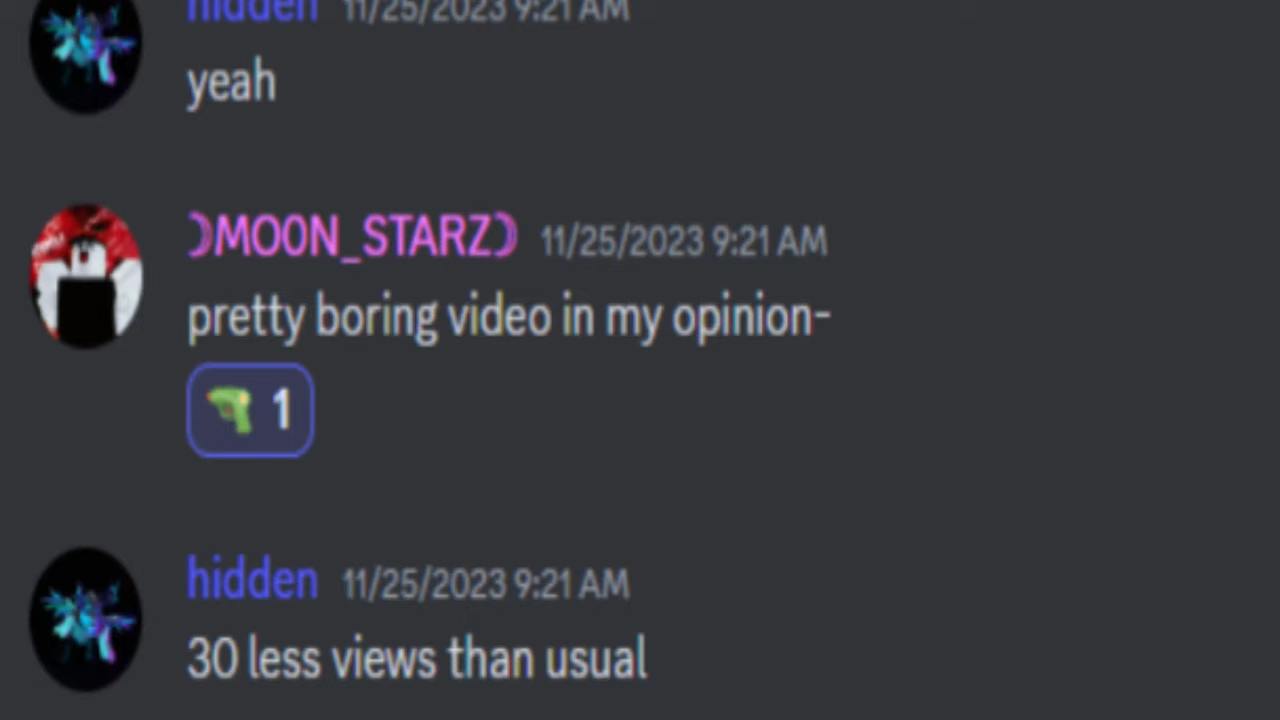 hidden 11/25/2023 9:21 AM
yeah
☽MOON_STARZ☽ 11/25/2023 9:21 AM
pretty boring video in my opinion-
1
hidden 11/25/2023 9:21 AM
30 less views than usual